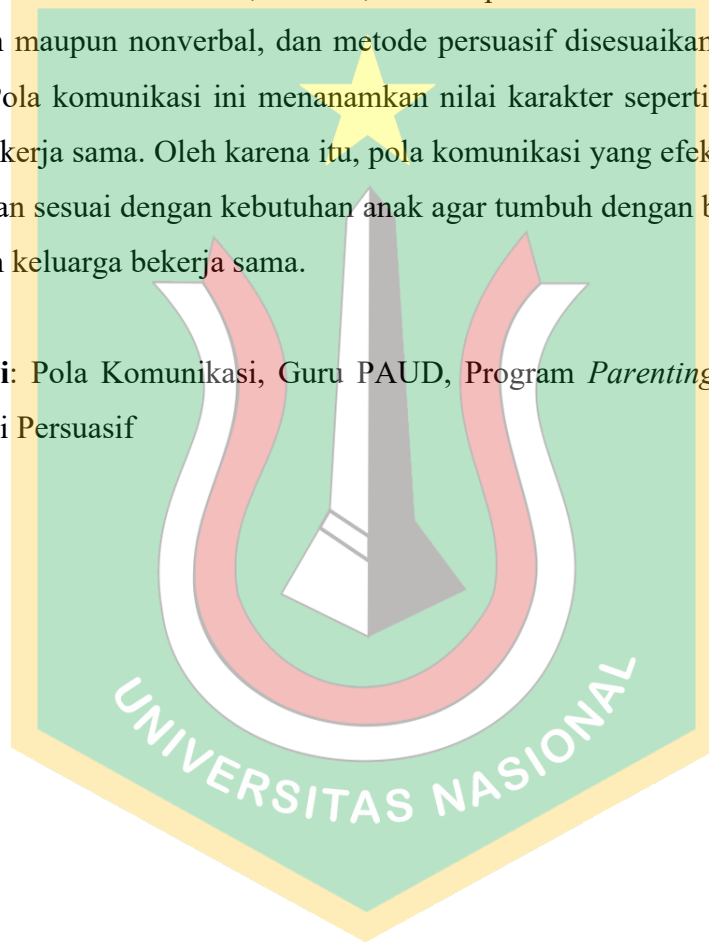 maupun nonverbal, dan metode persuasif disesuaikan
Pola komunikasi ini menanamkan nilai karakter seperti
kerja sama. Oleh karena itu, pola komunikasi yang efek
an sesuai dengan kebutuhan anak agar tumbuh dengan b
keluarga bekerja sama.
i: Pola Komunikasi, Guru PAUD, Program Parenting
i Persuasif
UNIVERSITAS NASIONAL